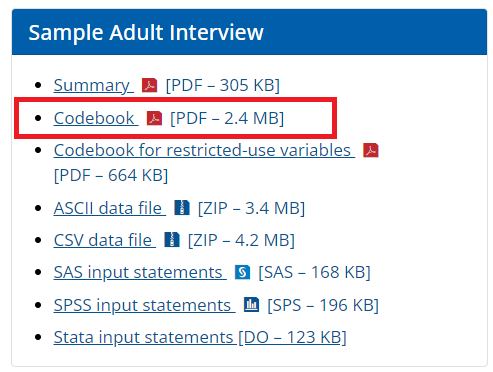 Sample Adult Interview
Summary [PDF – 305 KB]
Codebook [PDF – 2.4 MB]
Codebook for restricted-use variables
[PDF – 664 KB]
ASCII data file [ZIP – 3.4 MB]
CSV data file [ZIP – 4.2 MB]
SAS input statements [SAS – 168 KB]
SPSS input statements [SPS – 196 KB]
Stata input statements [DO – 123 KB]